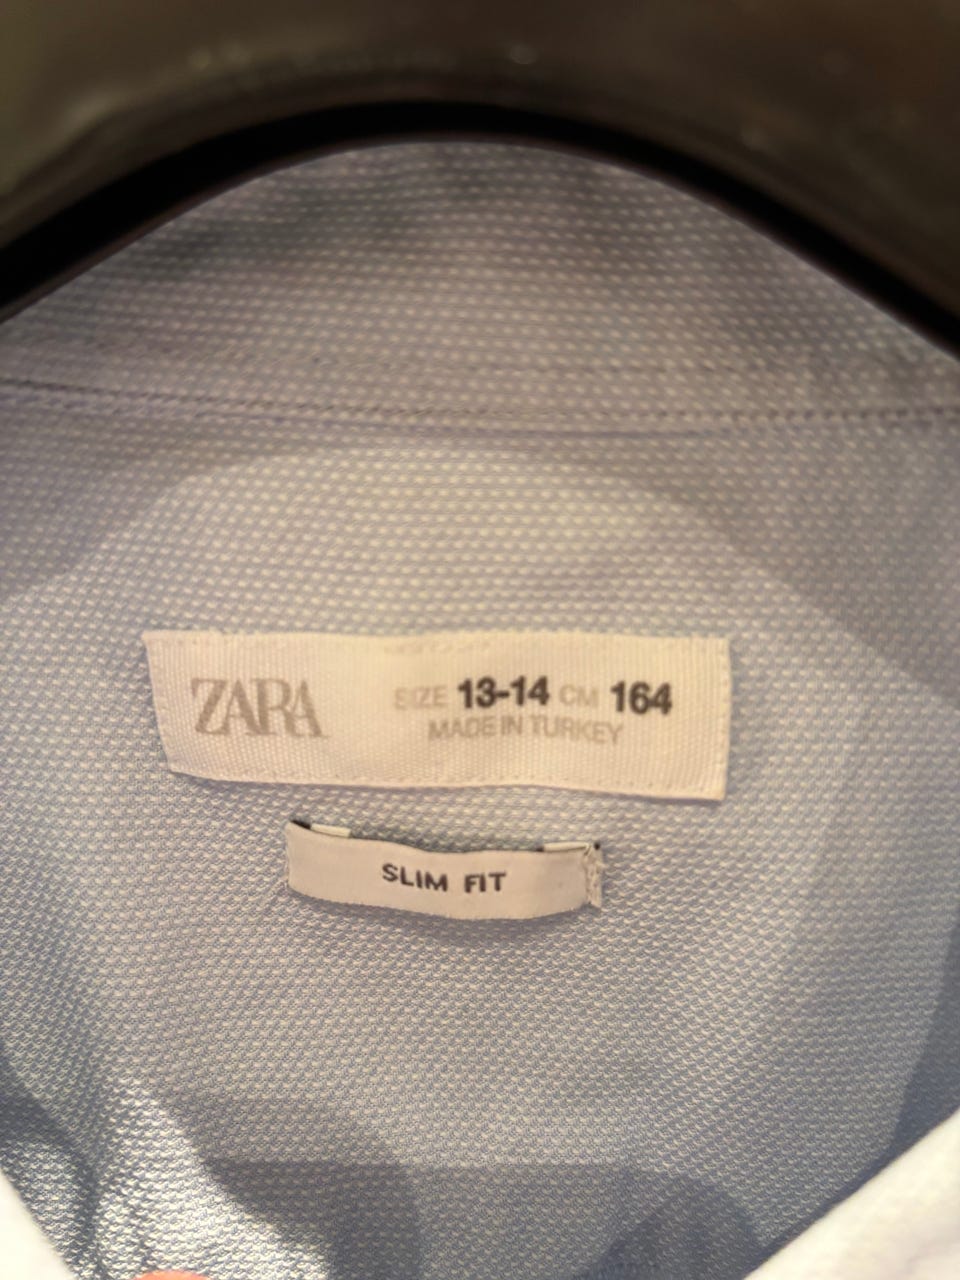 ZARA SIZE 13-14 CM 164
MADE IN TURKEY
SLIM FIT